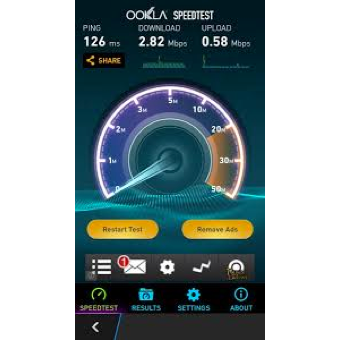 OOKLA SPEEDTEST
PING DOWNLOAD UPLOAD
126 ms 2.82 Mbps 0.58 Mbps
SHARE
5M
3M 10M
2M 20M
1M 30M
0 50M
Restart Test Remove Ads
1
SPEEDTEST RESULTS SETTINGS ABOUT